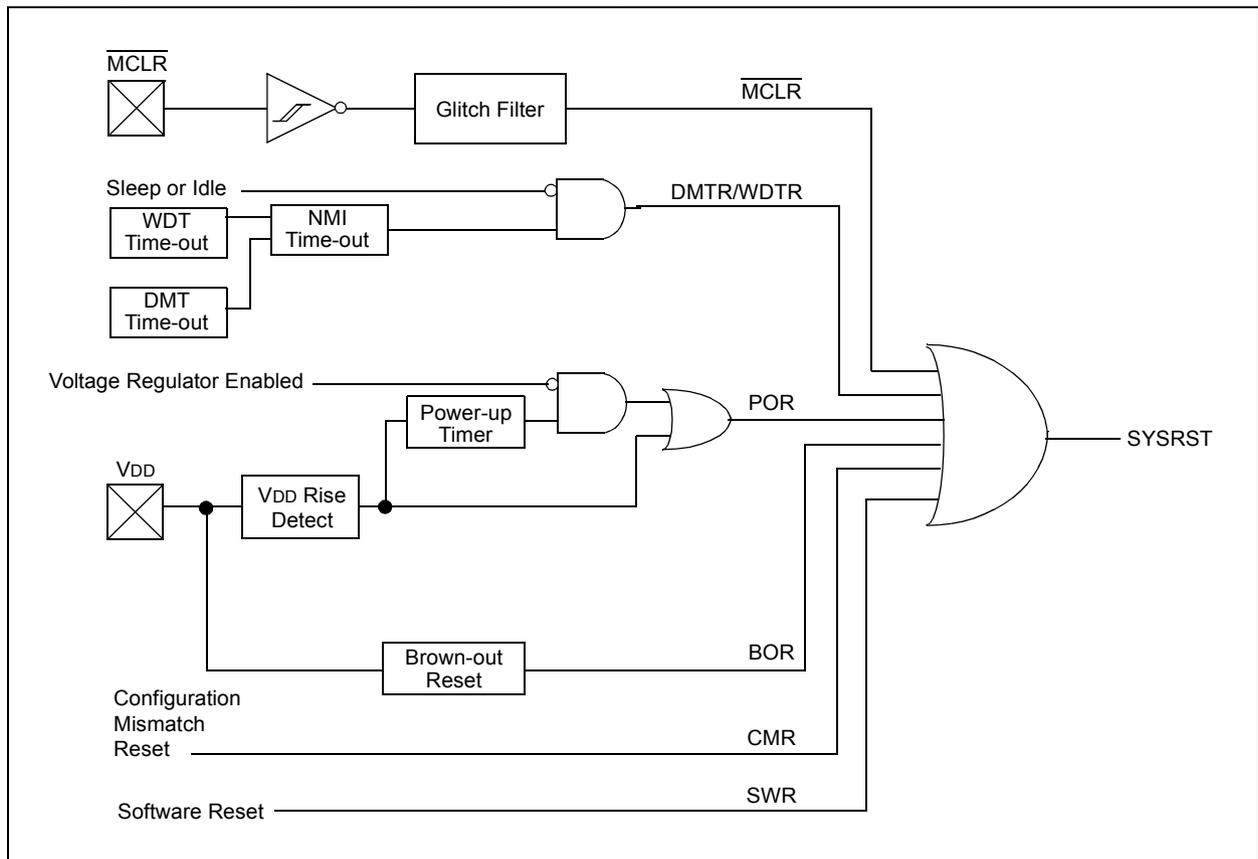 MCLR
Glitch Filter
MCLR
Sleep or Idle
DMTR/WDTR
WDT
Time-out
NMI
Time-out
DMT
Time-out
Voltage Regulator Enabled
Power-up
Timer
POR
SYSRST
VDD
VDD Rise
Detect
Brown-out
Reset
BOR
Configuration
Mismatch
Reset
CMR
Software Reset
SWR